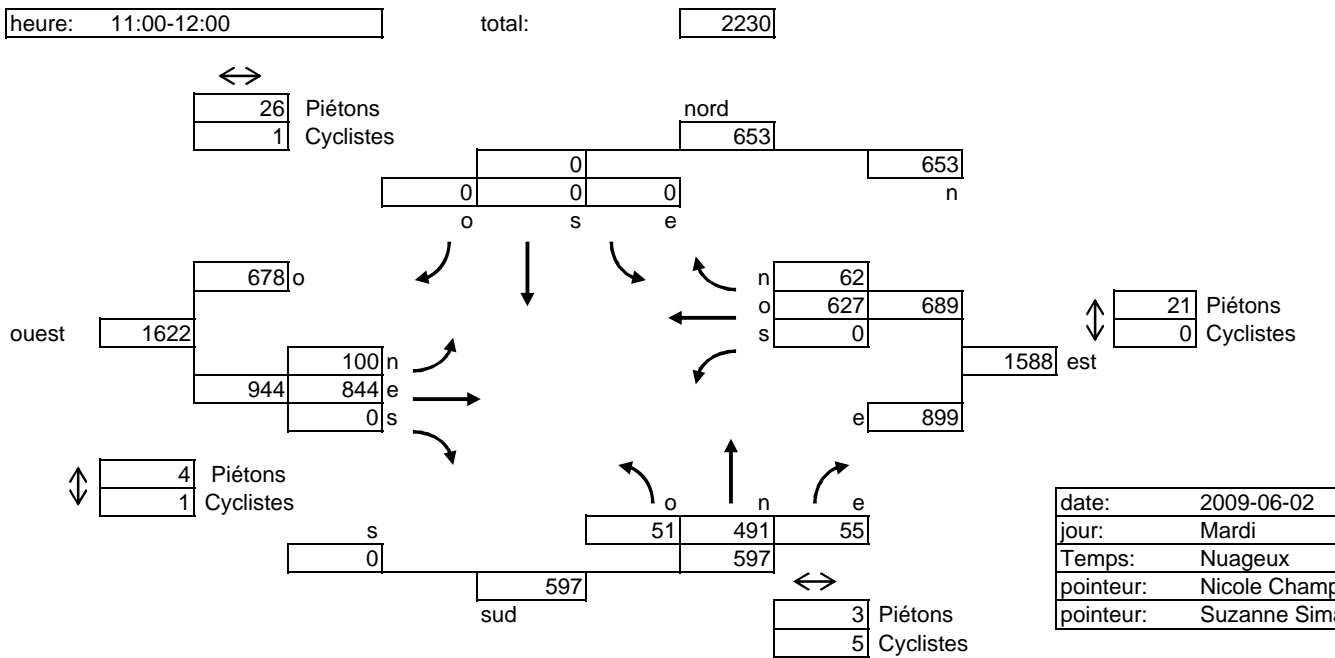 heure: 11:00-12:00 total: 2230
26 Piétons
1 Cyclistes
nord
653
0 653
0 0 0 n
o s e
678 o
n 62
o 627 689
s 0
21 Piétons
0 Cyclistes
ouest 1622
100 n
944 844 e
0 s
1588 est
e 899
4 Piétons
1 Cyclistes
o n e
51 491 55
s
0 597
597
sud
3 Piétons
5 Cyclistes
date: 2009-06-02
jour: Mardi
Temps: Nuageux
pointeur: Nicole Champ
pointeur: Suzanne Sima